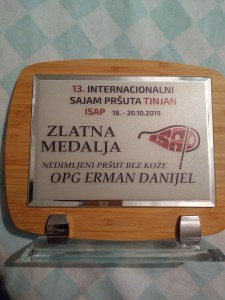 13. INTERNACIONALNI
SAJAM PRŠUTA TINJAN
ISAP 18. - 20.10.2019
ZLATNA
MEDALJA
ISAP
NEDIMLJENI PRŠUT BEZ KOŽE
OPG ERMAN DANIJEL